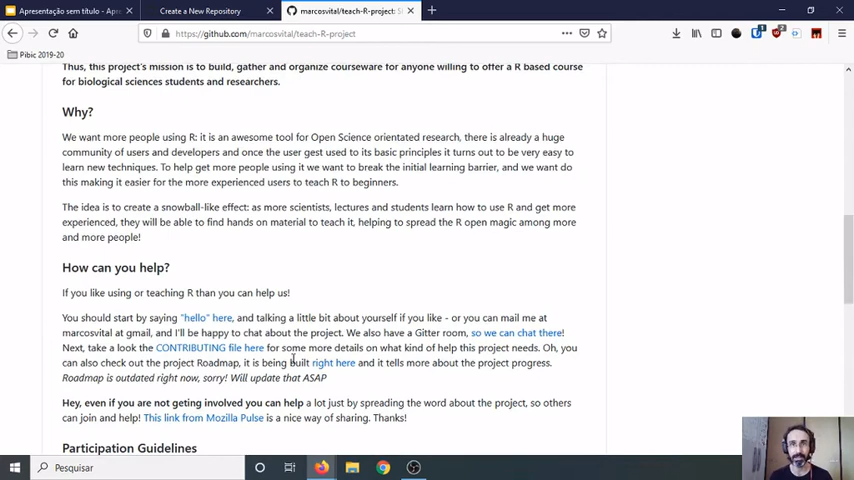 Apresentação sem título - Apre
Create a New Repository
marcosvital/teach-R-project: S
https://github.com/marcosvital/teach-R-project
Pibic 2019-20
Thus, this project's mission is to build, gather and organize courseware for anyone willing to offer a R based course
for biological sciences students and researchers.
Why?
We want more people using R: it is an awesome tool for Open Science orientated research, there is already a huge
community of users and developers and once the user gest used to its basic principles it turns out to be very easy to
learn new techniques. To help get more people using it we want to break the initial learning barrier, and we want do
this making it easier for the more experienced users to teach R to beginners.
The idea is to create a snowball-like effect: as more scientists, lectures and students learn how to use R and get more
experienced, they will be able to find hands on material to teach it, helping to spread the R open magic among more
and more people!
How can you help?
If you like using or teaching R than you can help us!
You should start by saying "hello" here, and talking a little bit about yourself if you like - or you can mail me at
marcosvital at gmail, and I'll be happy to chat about the project. We also have a Gitter room, so we can chat there!
Next, take a look the CONTRIBUTING file here for some more details on what kind of help this project needs. Oh, you
can also check out the project Roadmap, it is being built right here and it tells more about the project progress.
Roadmap is outdated right now, sorry! Will update that ASAP
Hey, even if you are not getting involved you can help a lot just by spreading the word about the project, so others
can join and help! This link from Mozilla Pulse is a nice way of sharing. Thanks!
Participation Guidelines
Pesquisar